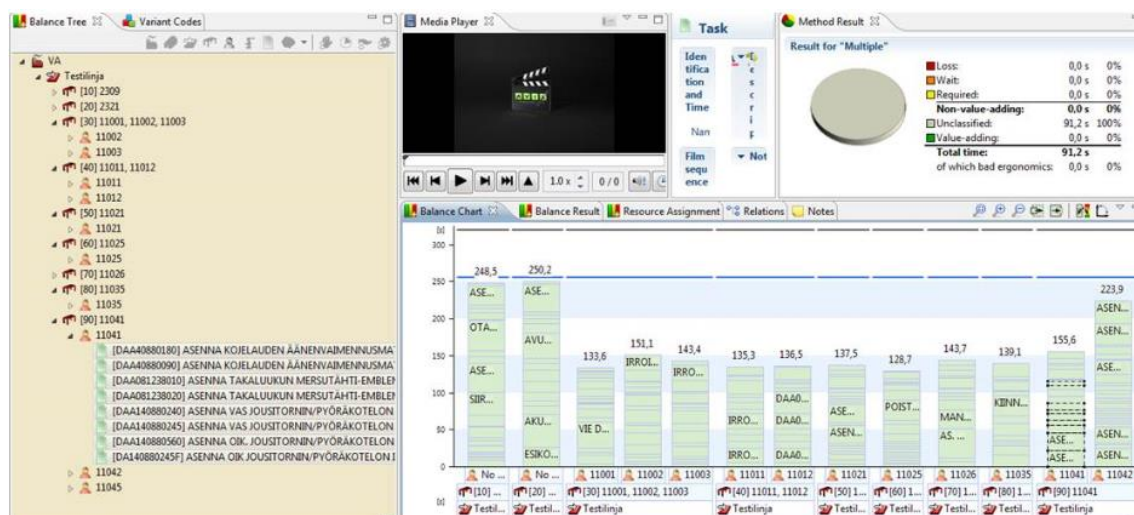 Balance Tree
Variant Codes
VA
Testilinja
[10] 2309
[20] 2321
[30] 11001, 11002, 11003
11002
11003
[40] 11011, 11012
11011
11012
[50] 11021
11021
[60] 11025
11025
[70] 11026
[80] 11035
11035
[90] 11041
11041
[DAA40880180] ASENNA KOJELAUDEN ÄÄNENVAIMENNUSMA
[DAA40880090] ASENNA KOJELAUDEN ÄÄNENVAIMENNUSMA
[DAA081238010] ASENNA TAKALUUKUN MERSUTÄHTI-EMBLEM
[DAA081238020] ASENNA TAKALUUKUN MERSUTÄHTI-EMBLEM
[DAA140880240] ASENNA VAS JOUSITORNIN/PYÖRÄKOTELON
[DAA140880245] ASENNA VAS JOUSITORNIN/PYÖRÄKOTELON
[DAA140880560] ASENNA OIK. JOUSITORNIN/PYÖRÄKOTELON
[DA140880245F] ASENNA OIK JOUSITORNIN/PYÖRÄKOTELON I
11042
11045
Media Player
AVIX
1.0 x
0 / 0
Task
Iden
tifica
tion
and
Time
Nan
Film
sequ
ence
e
s
c
r
i
p
Not
Method Result
Result for "Multiple"
Loss: 0,0 s 0%
Wait: 0,0 s 0%
Required: 0,0 s 0%
Non-value-adding: 0,0 s 0%
Unclassified: 91,2 s 100%
Value-adding: 0,0 s 0%
Total time: 91,2 s
of which bad ergonomics: 0,0 s 0%
Balance Chart
Balance Result
Resource Assignment
Relations
Notes
[s]
300
250
200
150
100
50
0
248,5
250,2
133,6
151,1
143,4
135,3
136,5
137,5
128,7
143,7
139,1
155,6
223,9
ASE...
OTA...
ASE...
SIIR...
ASE...
AVU...
AKU...
ESIKO...
VIE D...
IRROI...
IRRO...
IRRO...
IRRO...
DAA0...
DAA0...
DAA0...
ASE...
ASEN...
POIST...
MAN...
AS. ...
KIINN...
ASE...
ASE...
ASEN...
ASEN...
ASE...
ASEN...
ASEN...
No ...
No ...
11001
11002
11003
11011
11012
11021
11025
11026
11035
11041
11042
[10] ...
[20] ...
[30] 11001, 11002, 11003
[40] 11011, 11012
[50] 1...
[60] 1...
[70] 1...
[80] 1...
[90] 11041
[s]
Testil...
Testil...
Testilinja
Testilinja
Testil...
Testil...
Testil...
Testil...
Testilinja